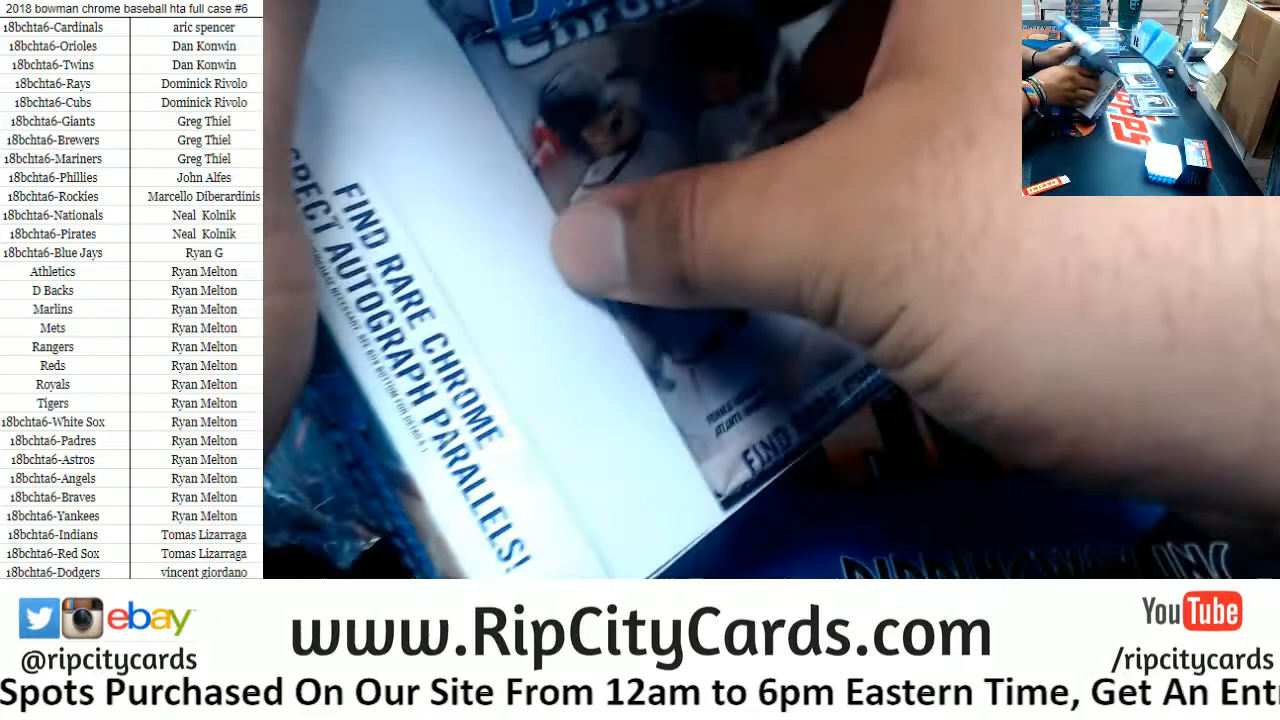 2018 bowman chrome baseball hta full case #6
18bchta6-Cardinals aric spencer
18bchta6-Orioles Dan Konwin
18bchta6-Twins Dan Konwin
18bchta6-Rays Dominick Rivolo
18bchta6-Cubs Dominick Rivolo
18bchta6-Giants Greg Thiel
18bchta6-Brewers Greg Thiel
18bchta6-Mariners Greg Thiel
18bchta6-Phillies John Alfes
18bchta6-Rockies Marcello Diberardinis
18bchta6-Nationals Neal Kolnik
18bchta6-Pirates Neal Kolnik
18bchta6-Blue Jays Ryan G
Athletics Ryan Melton
D Backs Ryan Melton
Marlins Ryan Melton
Mets Ryan Melton
Rangers Ryan Melton
Reds Ryan Melton
Royals Ryan Melton
Tigers Ryan Melton
18bchta6-White Sox Ryan Melton
18bchta6-Padres Ryan Melton
18bchta6-Astros Ryan Melton
18bchta6-Angels Ryan Melton
18bchta6-Braves Ryan Melton
18bchta6-Yankees Ryan Melton
18bchta6-Indians Tomas Lizarraga
18bchta6-Red Sox Tomas Lizarraga
18bchta6-Dodgers vincent giordano
Chrome
FIND RARE CHROME
AUTOGRAPH PARALLELS!
FIND
topps
ebay
@ripcitycards
www.RipCityCards.com
YouTube
/ripcitycards
Spots Purchased On Our Site From 12am to 6pm Eastern Time, Get An Entr